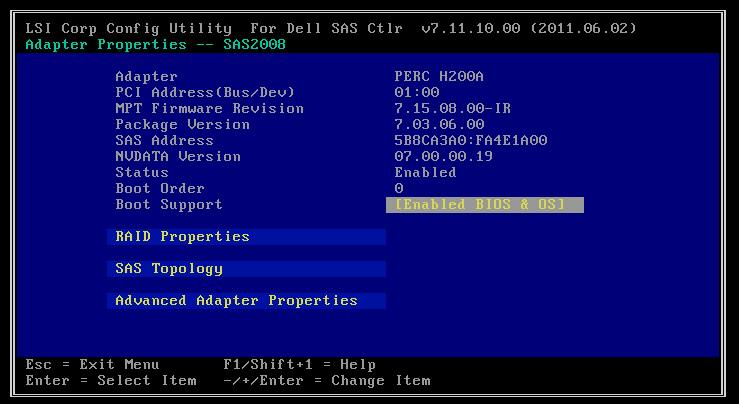 LSI Corp Config Utility  For Dell SAS Ctlr  v7.11.10.00 (2011.06.02)
Adapter Properties -- SAS2008
Adapter PERC H200A
PCI Address(Bus/Dev) 01:00
MPT Firmware Revision 7.15.08.00-IR
Package Version 7.03.06.00
SAS Address 5B8CA3A0:FA4E1A00
NVDATA Version 07.00.00.19
Status Enabled
Boot Order 0
Boot Support [Enabled BIOS & OS]
RAID Properties
SAS Topology
Advanced Adapter Properties
Esc = Exit Menu F1/Shift+1 = Help
Enter = Select Item -/+/Enter = Change Item